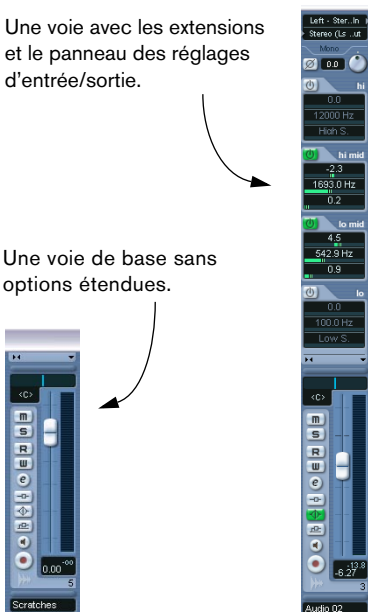 Une voie avec les extensions
et le panneau des réglages
d'entrée/sortie.
Une voie de base sans
options étendues.
<C>
m
S
R
W
e
0.00
-oo
5
Scratches
Left - Ster..In
Stereo (Ls ..ut
Mono
0.0
hi
0.0
12000 Hz
High S.
hi mid
-2.3
1693.0 Hz
0.2
lo mid
4.5
542.9 Hz
0.9
lo
0.0
100.0 Hz
Low S.
<C>
m
S
R
W
e
-13.8
-6.27
3
Audio 02